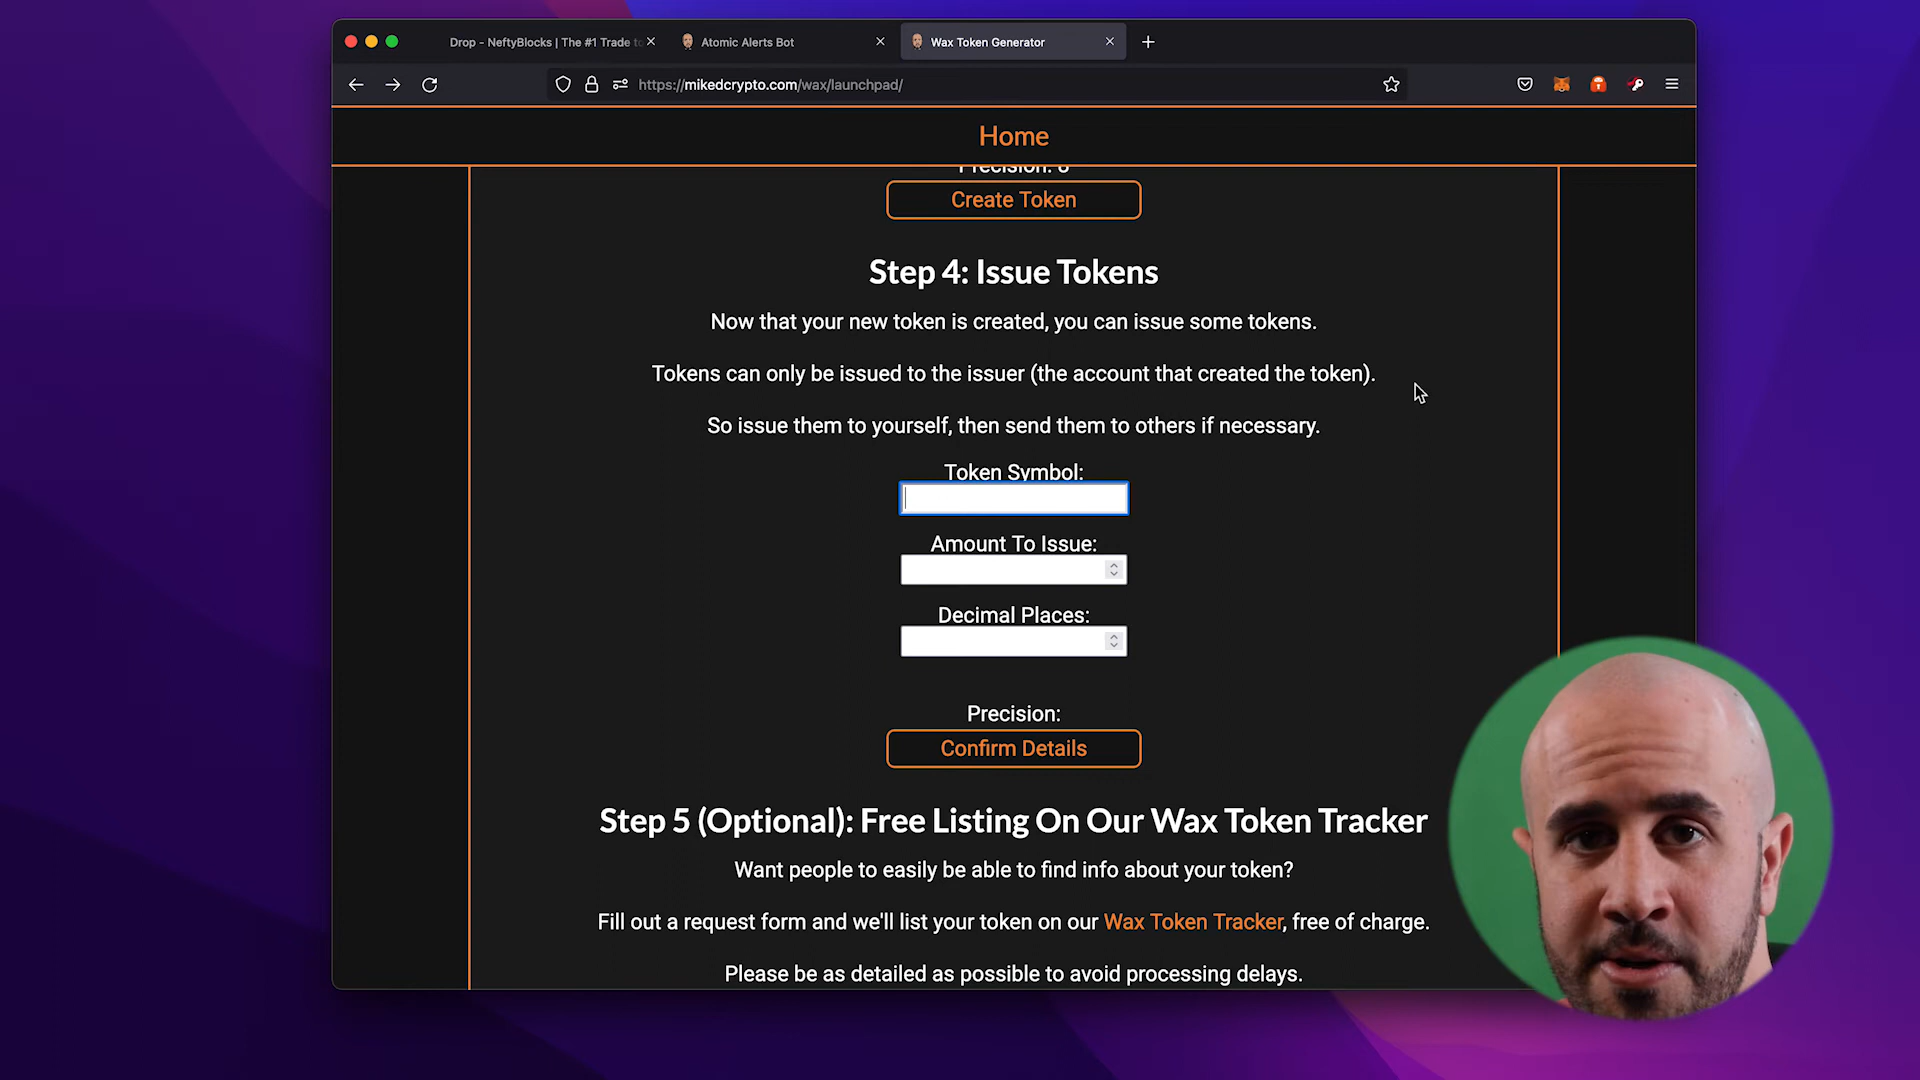 Drop - NeftyBlocks | The #1 Trade to
Atomic Alerts Bot
Wax Token Generator
https://mikedcrypto.com/wax/launchpad/
Home
Precision: 8
Create Token
Step 4: Issue Tokens
Now that your new token is created, you can issue some tokens.
Tokens can only be issued to the issuer (the account that created the token).
So issue them to yourself, then send them to others if necessary.
Token Symbol:
Amount To Issue:
Decimal Places:
Precision:
Confirm Details
Step 5 (Optional): Free Listing On Our Wax Token Tracker
Want people to easily be able to find info about your token?
Fill out a request form and we'll list your token on our Wax Token Tracker, free of charge.
Please be as detailed as possible to avoid processing delays.